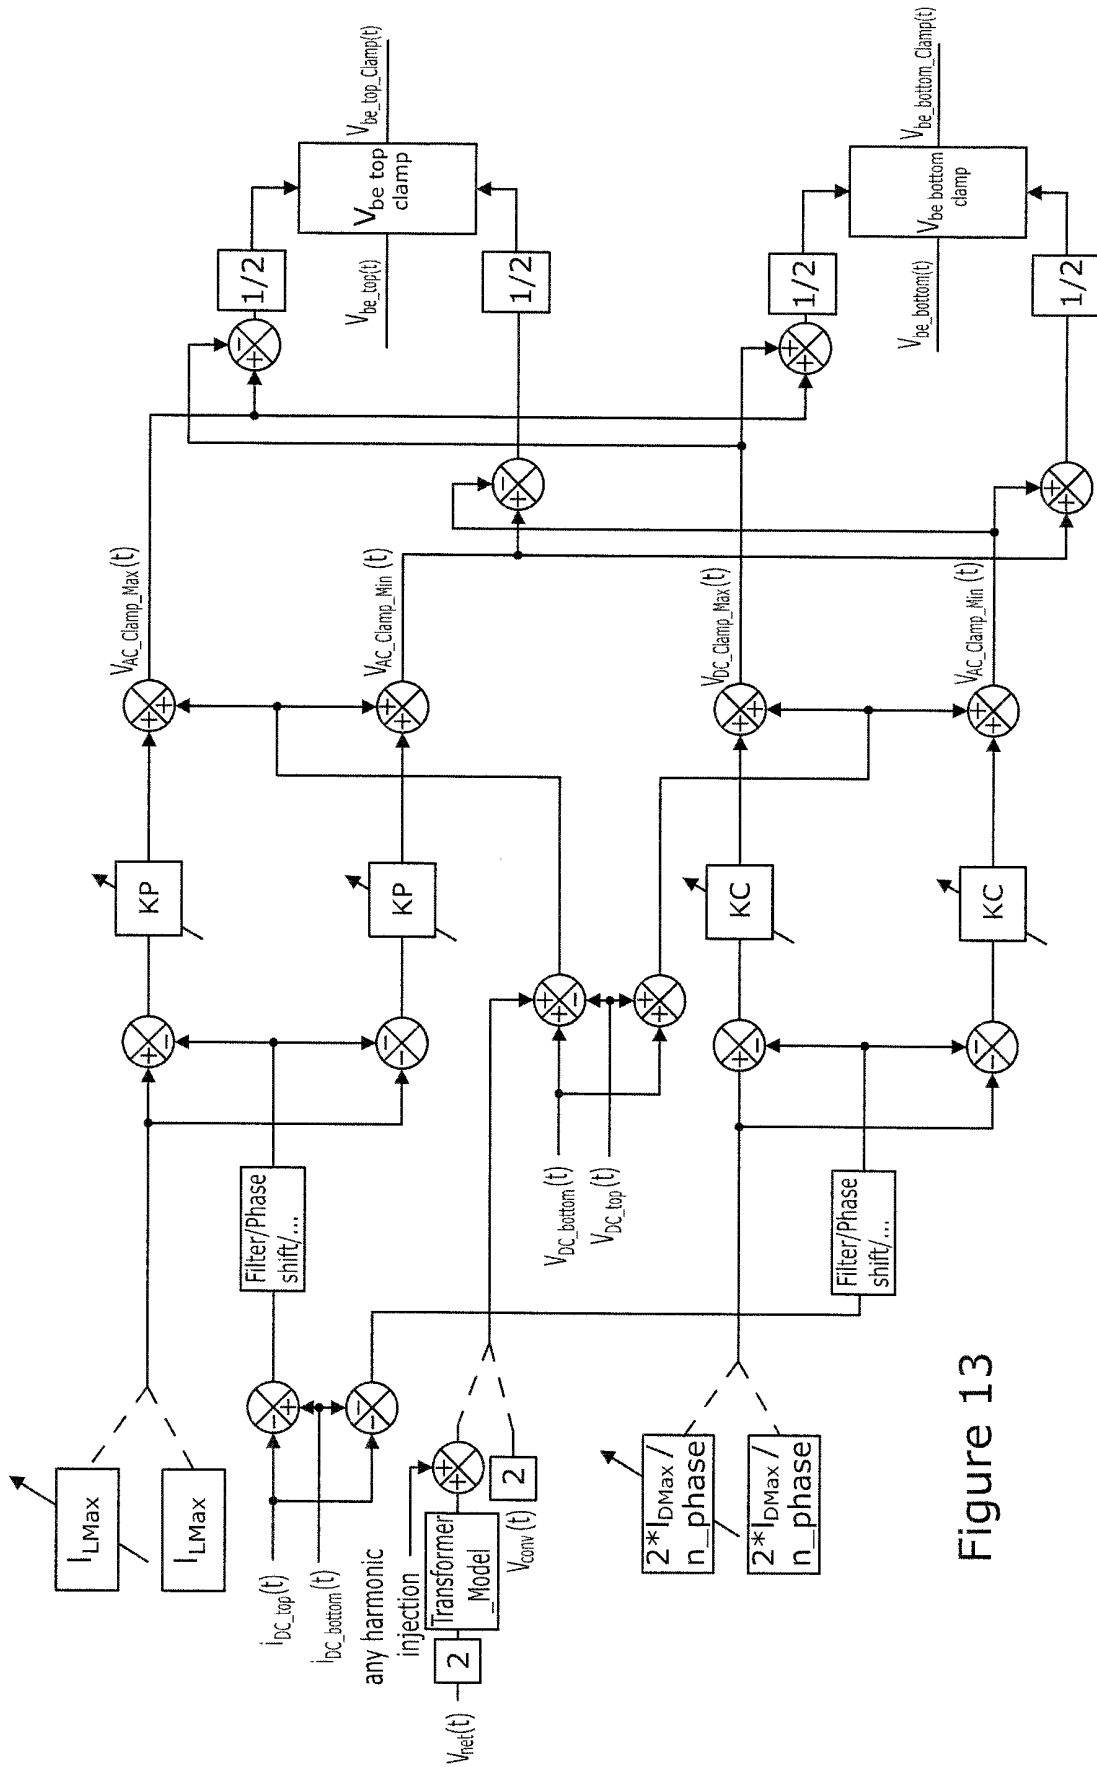 I_LMax
I_LMax
i_DC_top(t)
i_DC_bottom(t)
any harmonic
injection
V_net(t)
2
Transformer
_Model
V_conv(t)
2
2*I_DMax /
n_phase
2*I_DMax /
n_phase
Filter/Phase
shift/...
Filter/Phase
shift/...
V_DC_bottom(t)
V_DC_top(t)
KP
KP
KC
KC
V_AC_Clamp_Max(t)
V_AC_Clamp_Min(t)
V_DC_Clamp_Max(t)
V_AC_Clamp_Min(t)
1/2
1/2
1/2
1/2
V_be_top(t)
V_be top
clamp
V_be_top_Clamp(t)
V_be_bottom(t)
V_be bottom
clamp
V_be_bottom_Clamp(t)
+
-
-
-
-
+
-
-
+
+
+
+
-
+
+
+
-
-
-
+
+
+
+
+
+
+
+
-
+
-
+
+
+
+
+
Figure 13